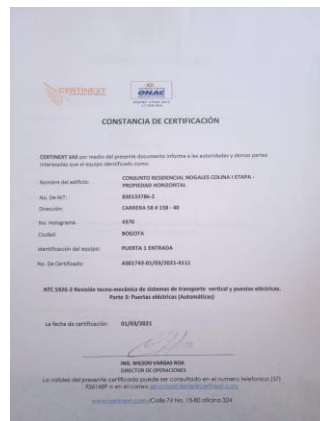 CERTINEXT
ONAC
CONSTANCIA DE CERTIFICACIÓN
CERTINEXT SAS por medio del presente documento informa a las autoridades y demas partes
interesadas que el equipo identificado como:
Nombre del edificio: CONJUNTO RESIDENCIAL NOGALES COLINA I ETAPA -
PROPIEDAD HORIZONTAL
No. De NIT: 830133786-2
Dirección: CARRERA 58 # 138 - 40
No. Holograma 4370
Ciudad: BOGOTA
Identificación del equipo: PUERTA 1 ENTRADA
No. De Certificado: AS01743-01/03/2021-4111
NTC 5926-3 Revisión tecno-mecánica de sistemas de transporte vertical y puertas eléctricas.
Parte 3: Puertas eléctricas (Automáticas)
La fecha de certificación: 01/03/2021
ING. WILSON VARGAS ROA
DIRECTOR DE OPERACIONES
La validez del presente certificado puede ser consultado en el numero telefonico (57)
9261689 o en el correo
www.certinext.com /Calle 74 No. 15-80 oficina 324